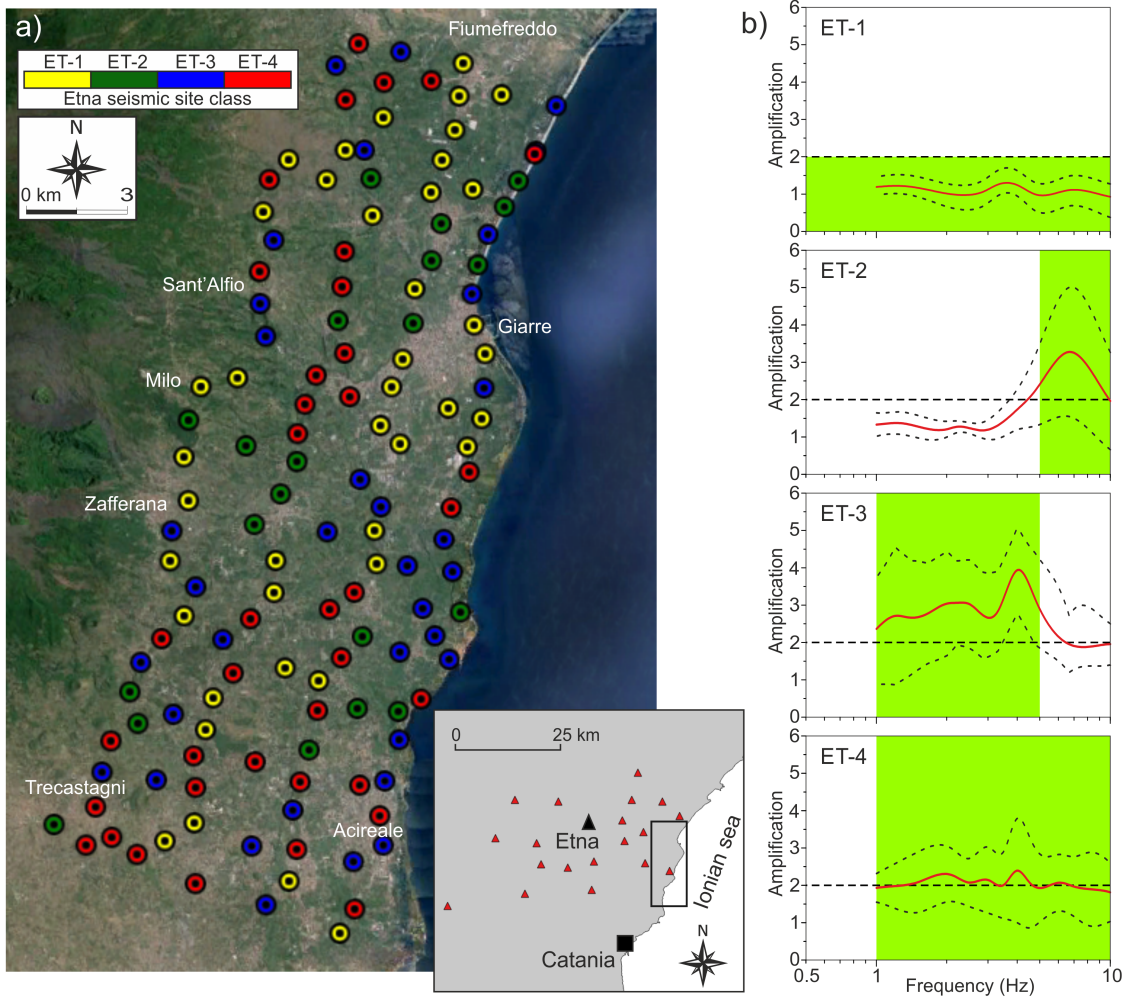 a)
Fiumefreddo
ET-1 ET-2 ET-3 ET-4
Etna seismic site class
N
0 km 3
Sant'Alfio
Giarre
Milo
Zafferana
Trecastagni
Acireale
0 25 km
Etna
Ionian sea
Catania
N
b)
ET-1
Amplification
6
5
4
3
2
1
0
ET-2
Amplification
6
5
4
3
2
1
0
ET-3
Amplification
6
5
4
3
2
1
0
ET-4
Amplification
6
5
4
3
2
1
0
0.5 1 10
Frequency (Hz)